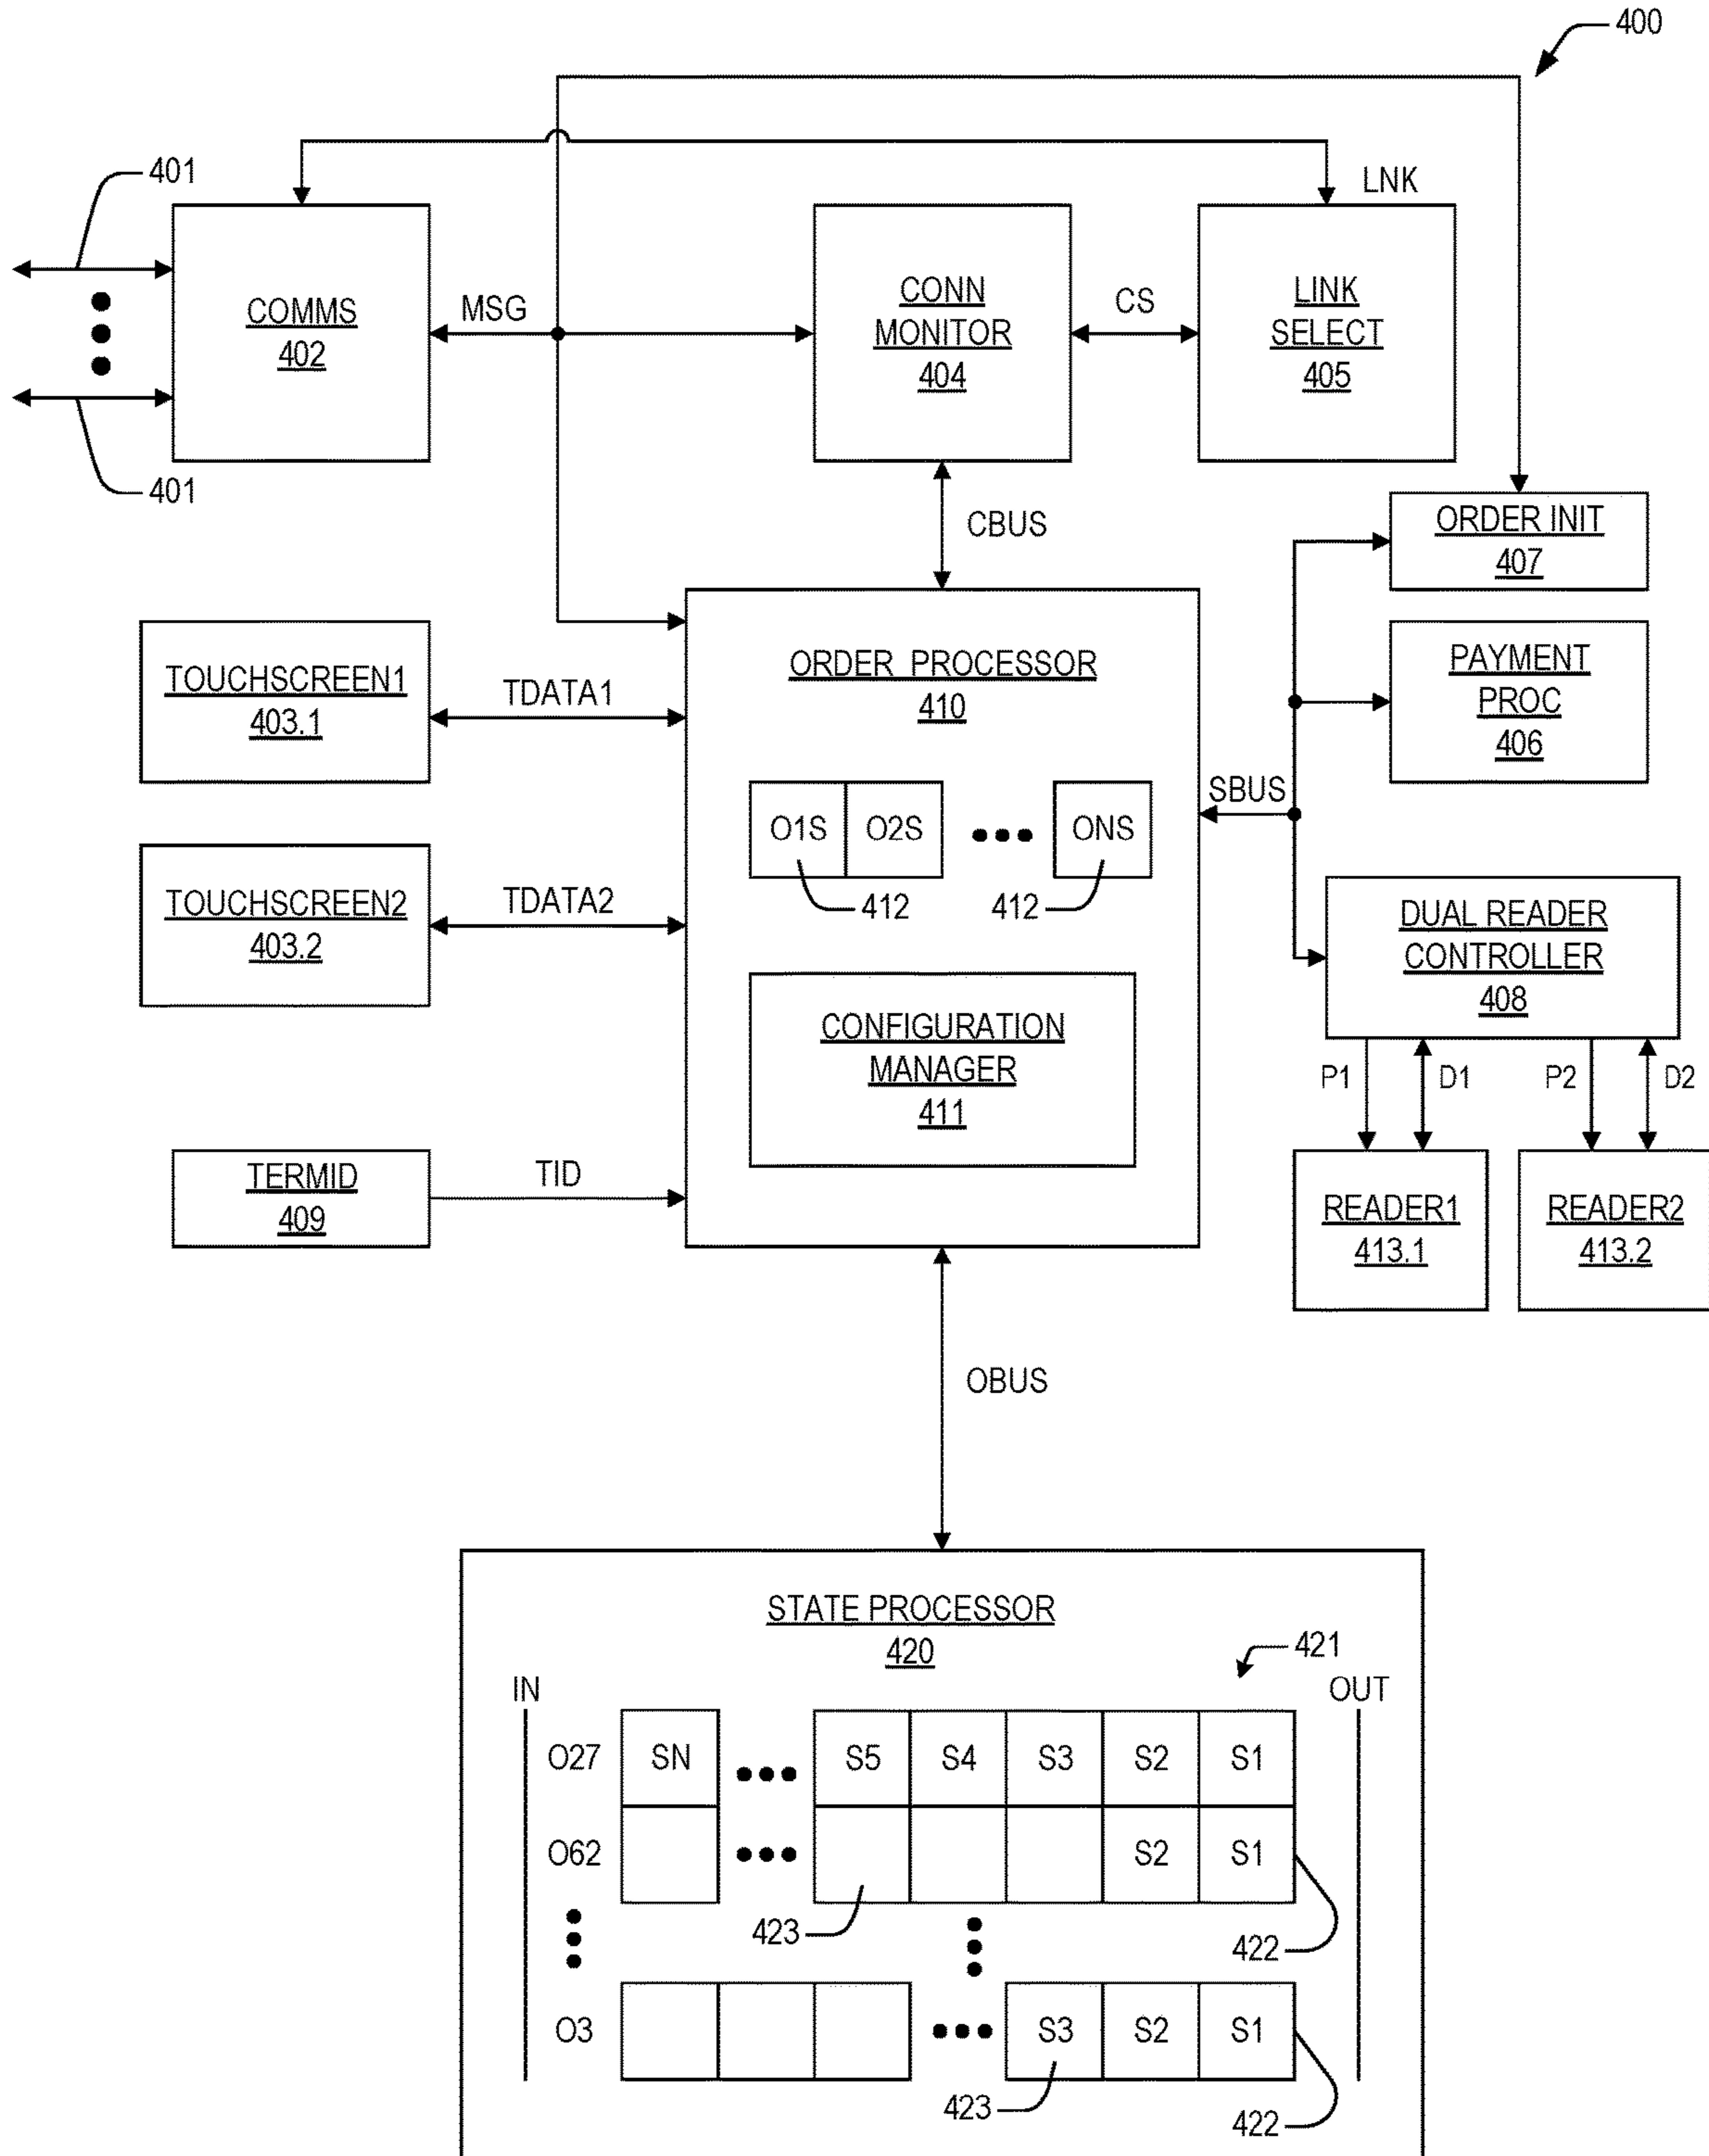 400
401
LNK
COMMS
402
MSG
CONN
MONITOR
404
CS
LINK
SELECT
405
401
CBUS
ORDER INIT
407
TOUCHSCREEN1
403.1
TDATA1
ORDER PROCESSOR
410
PAYMENT
PROC
406
SBUS
O1S O2S ONS
412 412
TOUCHSCREEN2
403.2
TDATA2
DUAL READER
CONTROLLER
408
CONFIGURATION
MANAGER
411
P1 D1 P2 D2
TERMID
409
TID
READER1
413.1
READER2
413.2
OBUS
STATE PROCESSOR
420
421
IN OUT
O27 SN S5 S4 S3 S2 S1
O62 S2 S1
423 422
O3 S3 S2 S1
423 422